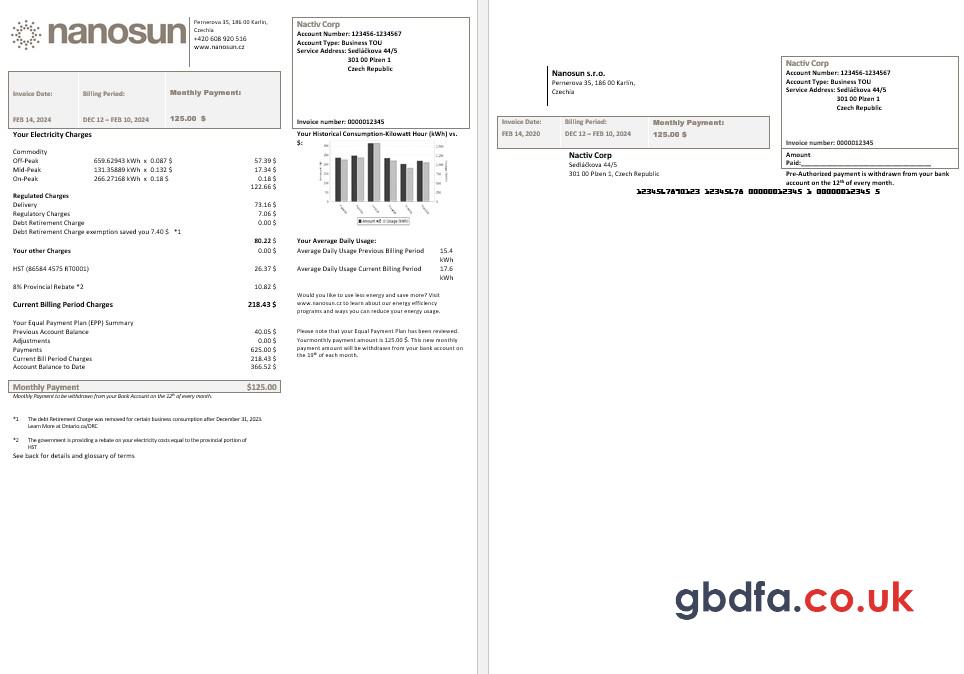 nanosun
Pernerova 35, 186 00 Karlín,
Czechia
+420 608 920 516
www.nanosun.cz
Invoice Date:
Billing Period:
Monthly Payment:
FEB 14, 2024
DEC 12 – FEB 10, 2024
125.00 $
Your Electricity Charges
Commodity
Off-Peak 659.62943 kWh x 0.087 $ 57.39 $
Mid-Peak 131.35889 kWh x 0.132 $ 17.34 $
On-Peak 266.27168 kWh x 0.18 $ 0.18 $
122.66 $
Regulated Charges
Delivery 73.16 $
Regulatory Charges 7.06 $
Debt Retirement Charge 0.00 $
Debt Retirement Charge exemption saved you 7.40 $ *1
80.22 $
Your other Charges 0.00 $
HST (86584 4575 RT0001) 26.37 $
8% Provincial Rebate *2 10.82 $
Current Billing Period Charges 218.43 $
Your Equal Payment Plan (EPP) Summary
Previous Account Balance 40.05 $
Adjustments 0.00 $
Payments 625.00 $
Current Bill Period Charges 218.43 $
Account Balance to Date 366.52 $
Monthly Payment $125.00
Monthly Payment to be withdrawn from your Bank Account on the 12th of every month.
*1 The debt Retirement Charge was removed for certain business consumption after December 31, 2023.
Learn More at Ontario.ca/DRC
*2 The government is providing a rebate on your electricity costs equal to the provincial portion of
HST
See back for details and glossary of terms
Nactiv Corp
Account Number: 123456-1234567
Account Type: Business TOU
Service Address: Sedláčkova 44/5
301 00 Plzen 1
Czech Republic
Invoice number: 0000012345
Your Historical Consumption-Kilowatt Hour (kWh) vs.
$:
Your Average Daily Usage:
Average Daily Usage Previous Billing Period 15.4
kWh
Average Daily Usage Current Billing Period 17.6
kWh
Would you like to use less energy and save more? Visit
www.nanosun.cz to learn about our energy efficiency
programs and ways you can reduce your energy usage.
Please note that your Equal Payment Plan has been reviewed.
Yourmonthly payment amount is 125.00 $. This new monthly
payment amount will be withdrawn from your bank account on
the 19th of each month.
Nanosun s.r.o.
Pernerova 35, 186 00 Karlín,
Czechia
Invoice Date:
Billing Period:
Monthly Payment:
FEB 14, 2020
DEC 12 – FEB 10, 2024
125.00 $
Nactiv Corp
Sedláčkova 44/5
301 00 Plzen 1, Czech Republic
Nactiv Corp
Account Number: 123456-1234567
Account Type: Business TOU
Service Address: Sedláčkova 44/5
301 00 Plzen 1
Czech Republic
Invoice number: 0000012345
Amount
Paid:
Pre-Authorized payment is withdrawn from your bank
account on the 12th of every month.
1234567890123 12345678 00000012345 1 0000012345 5
gbdfa.co.uk